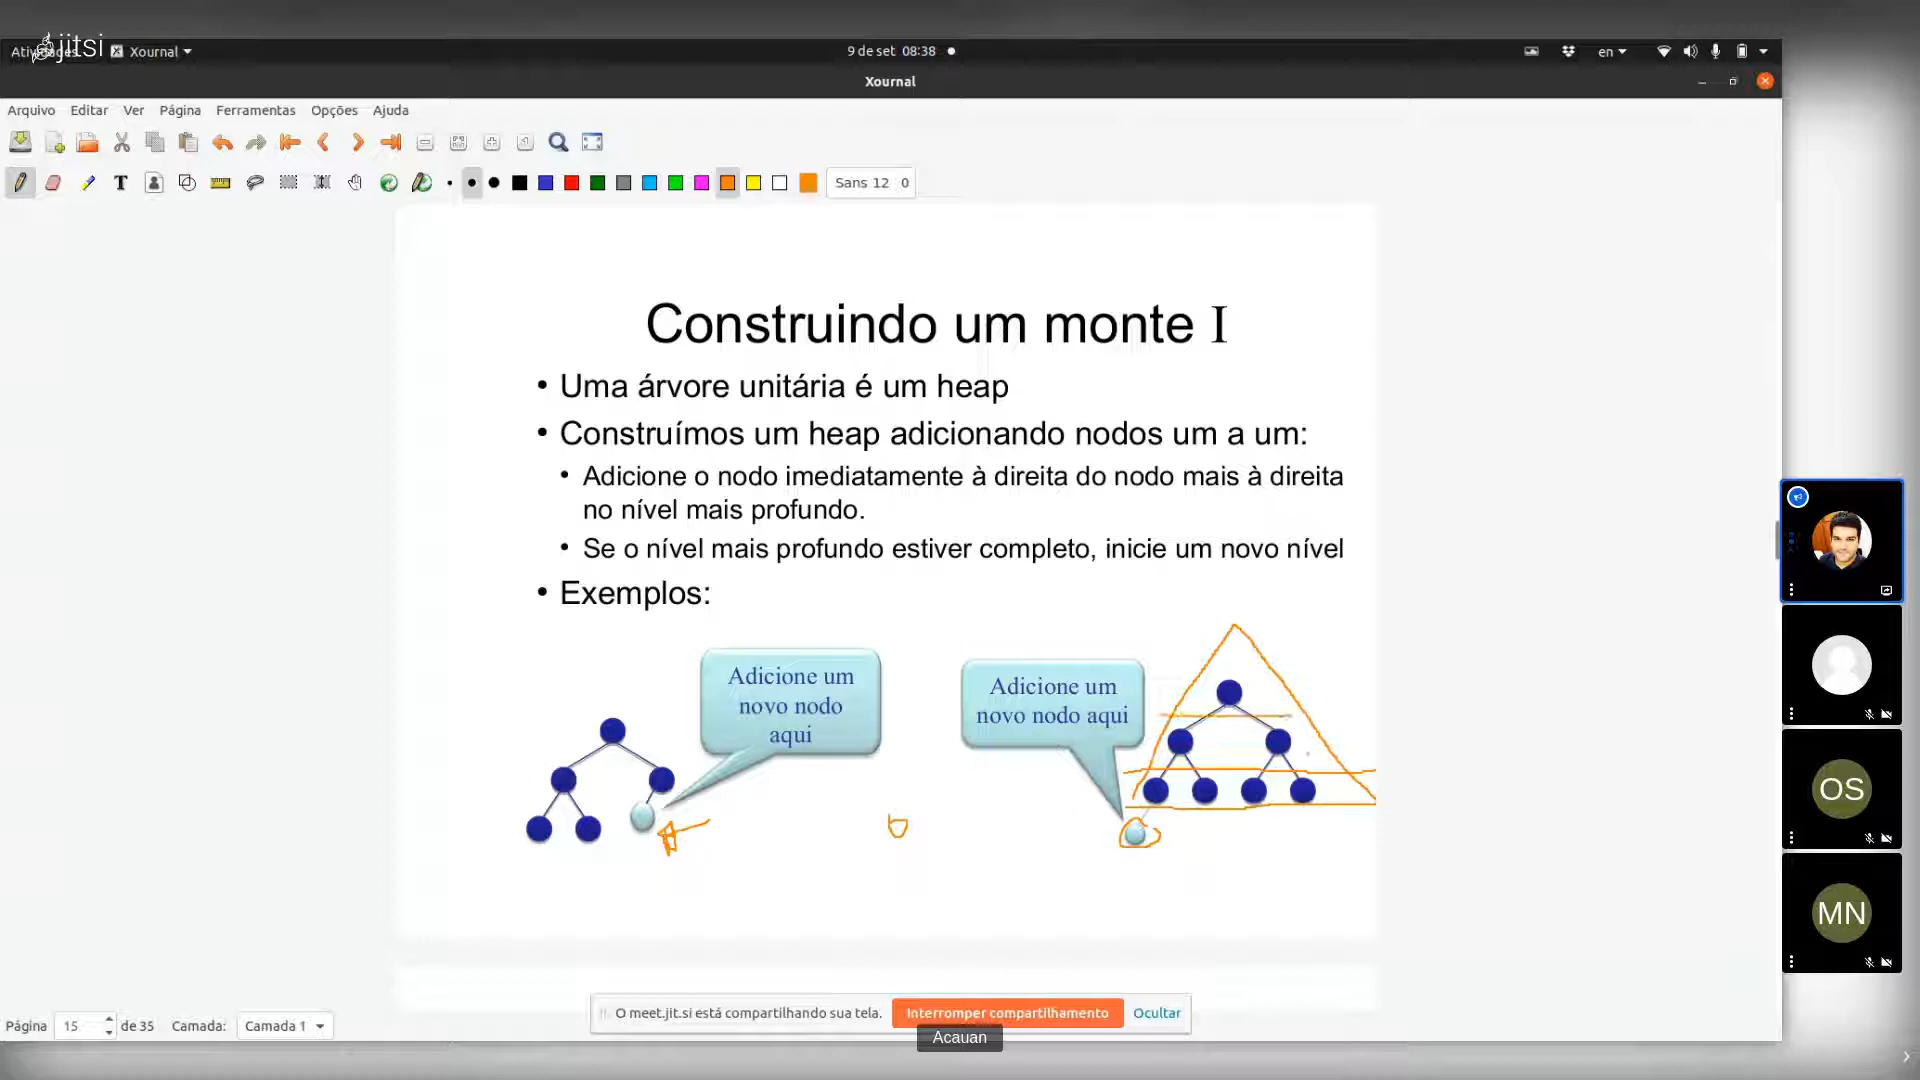 jitsi
Atividades
Xournal
9 de set 08:38
en
Xournal
Arquivo Editar Ver Página Ferramentas Opções Ajuda
Sans 12 0
Construindo um monte I
• Uma árvore unitária é um heap
• Construímos um heap adicionando nodos um a um:
• Adicione o nodo imediatamente à direita do nodo mais à direita
no nível mais profundo.
• Se o nível mais profundo estiver completo, inicie um novo nível
• Exemplos:
Adicione um
novo nodo
aqui
Adicione um
novo nodo aqui
OS
MN
O meet.jit.si está compartilhando sua tela. Interromper compartilhamento Ocultar
Página 15 de 35 Camada: Camada 1
Acauan